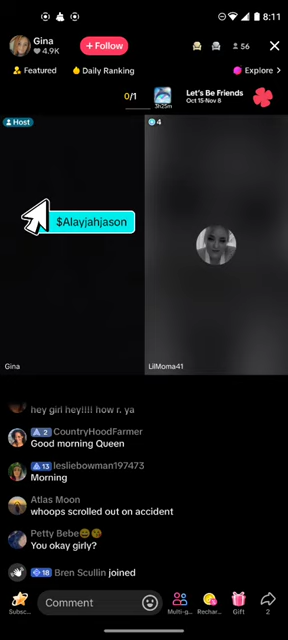 8:11
Gina
4.9K
+ Follow
56
Featured
Daily Ranking
Explore >
0/1
3h25m
Let's Be Friends
Oct 15-Nov 8
Host
4
$Alayjahjason
Gina
LilMoma41
hey girl hey!!!! how r. ya
2 CountryHoodFarmer
Good morning Queen
13 lesliebowman197473
Morning
Atlas Moon
whoops scrolled out on accident
Petty Bebe
You okay girly?
18 Bren Scullin joined
Comment
Subsc...
Multi-g...
Rechar...
Gift
2